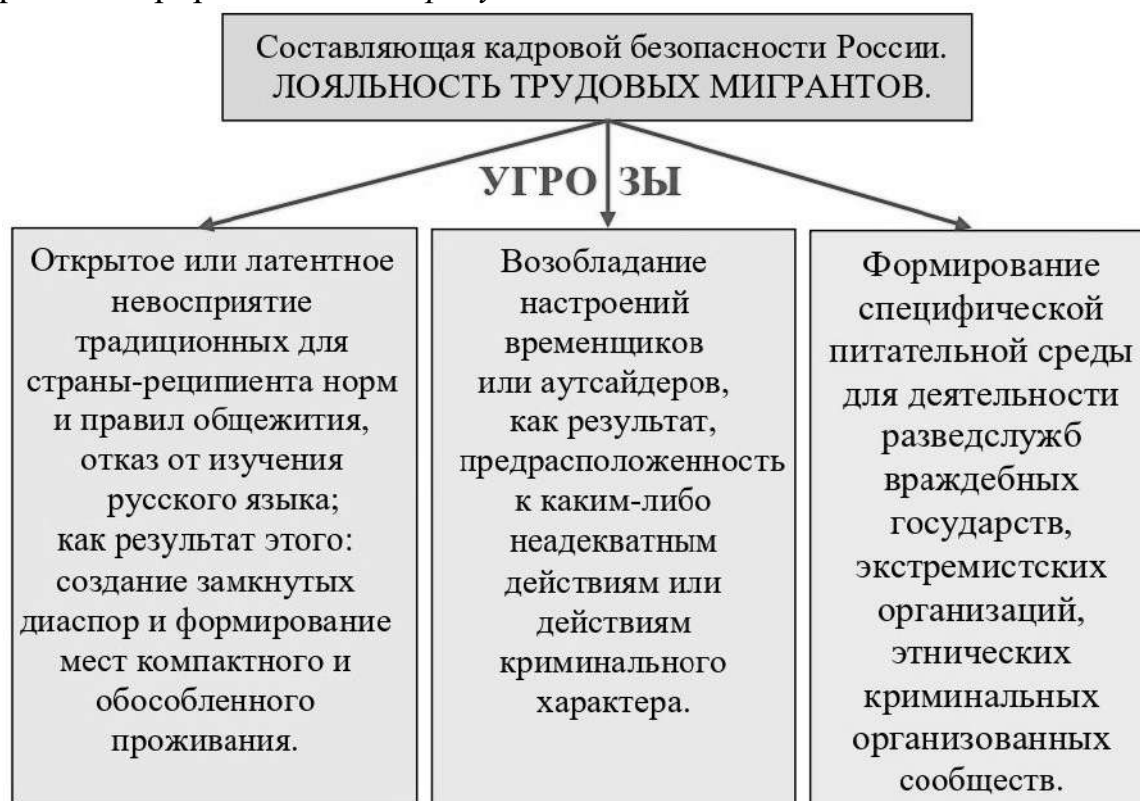 Составляющая кадровой безопасности России.
ЛОЯЛЬНОСТЬ ТРУДОВЫХ МИГРАНТОВ.
УГРО ЗЫ
Открытое или латентное
невосприятие
традиционных для
страны-реципиента норм
и правил общежития,
отказ от изучения
русского языка;
как результат этого:
создание замкнутых
диаспор и формирование
мест компактного и
обособленного
проживания.
Возобладание
настроений
временщиков
или аутсайдеров,
как результат,
предрасположенность
к каким-либо
неадекватным
действиям или
действиям
криминального
характера.
Формирование
специфической
питательной среды
для деятельности
разведслужб
враждебных
государств,
экстремистских
организаций,
этнических
криминальных
организованных
сообществ.